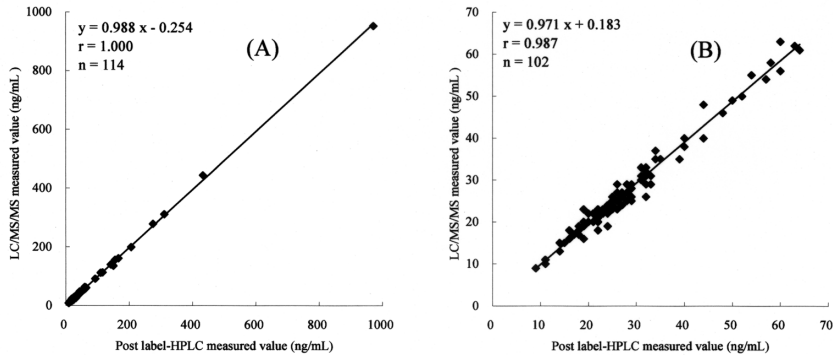 y = 0.988 x - 0.254
r = 1.000
n = 114
(A)
LC/MS/MS measured value (ng/mL)
1000
800
600
400
200
0
0 200 400 600 800 1000
Post label-HPLC measured value (ng/mL)
y = 0.971 x + 0.183
r = 0.987
n = 102
(B)
LC/MS/MS measured value (ng/mL)
70
60
50
40
30
20
10
0
0 10 20 30 40 50 60 70
Post label-HPLC measured value (ng/mL)